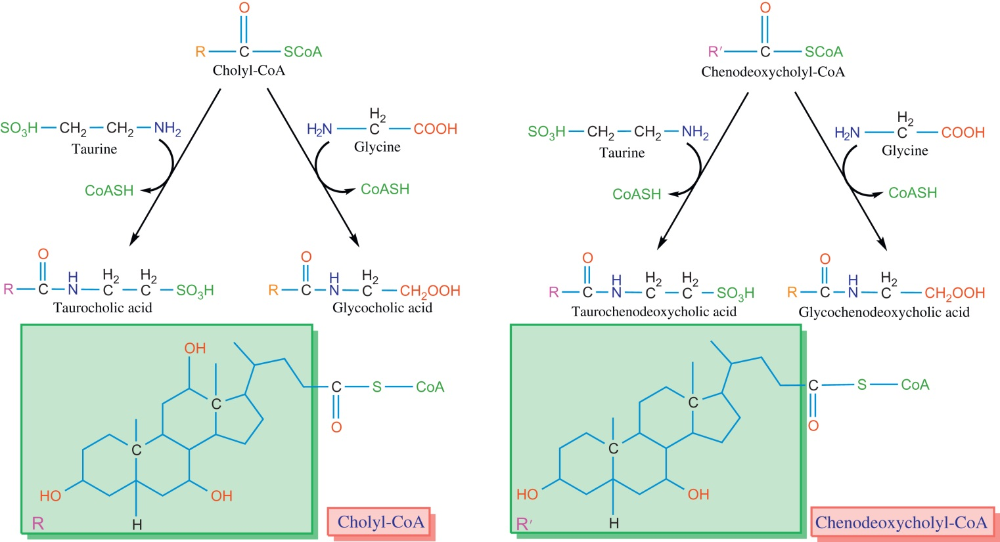 O
R C SCoA
Cholyl-CoA
SO3H CH2 CH2 NH2
Taurine
H2
H2N C COOH
Glycine
CoASH
CoASH
O
H H2 H2
R C N C C SO3H
Taurocholic acid
O
H H2
R C N C CH2OOH
Glycocholic acid
OH
C
C
HO
OH
H
R
C S CoA
O
Cholyl-CoA
O
R′ C SCoA
Chenodeoxycholyl-CoA
SO3H CH2 CH2 NH2
Taurine
H2
H2N C COOH
Glycine
CoASH
CoASH
O
H H2 H2
R C N C C SO3H
Taurochenodeoxycholic acid
O
H H2
R C N C CH2OOH
Glycochenodeoxycholic acid
C
C
HO
OH
H
R′
C S CoA
O
Chenodeoxycholyl-CoA